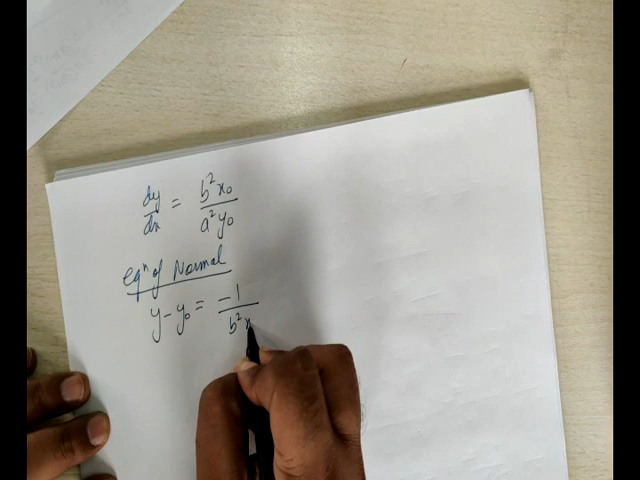 dy/dx = b²x₀/a²y₀
eqⁿ of Normal
y-y₀ = -1/b²x